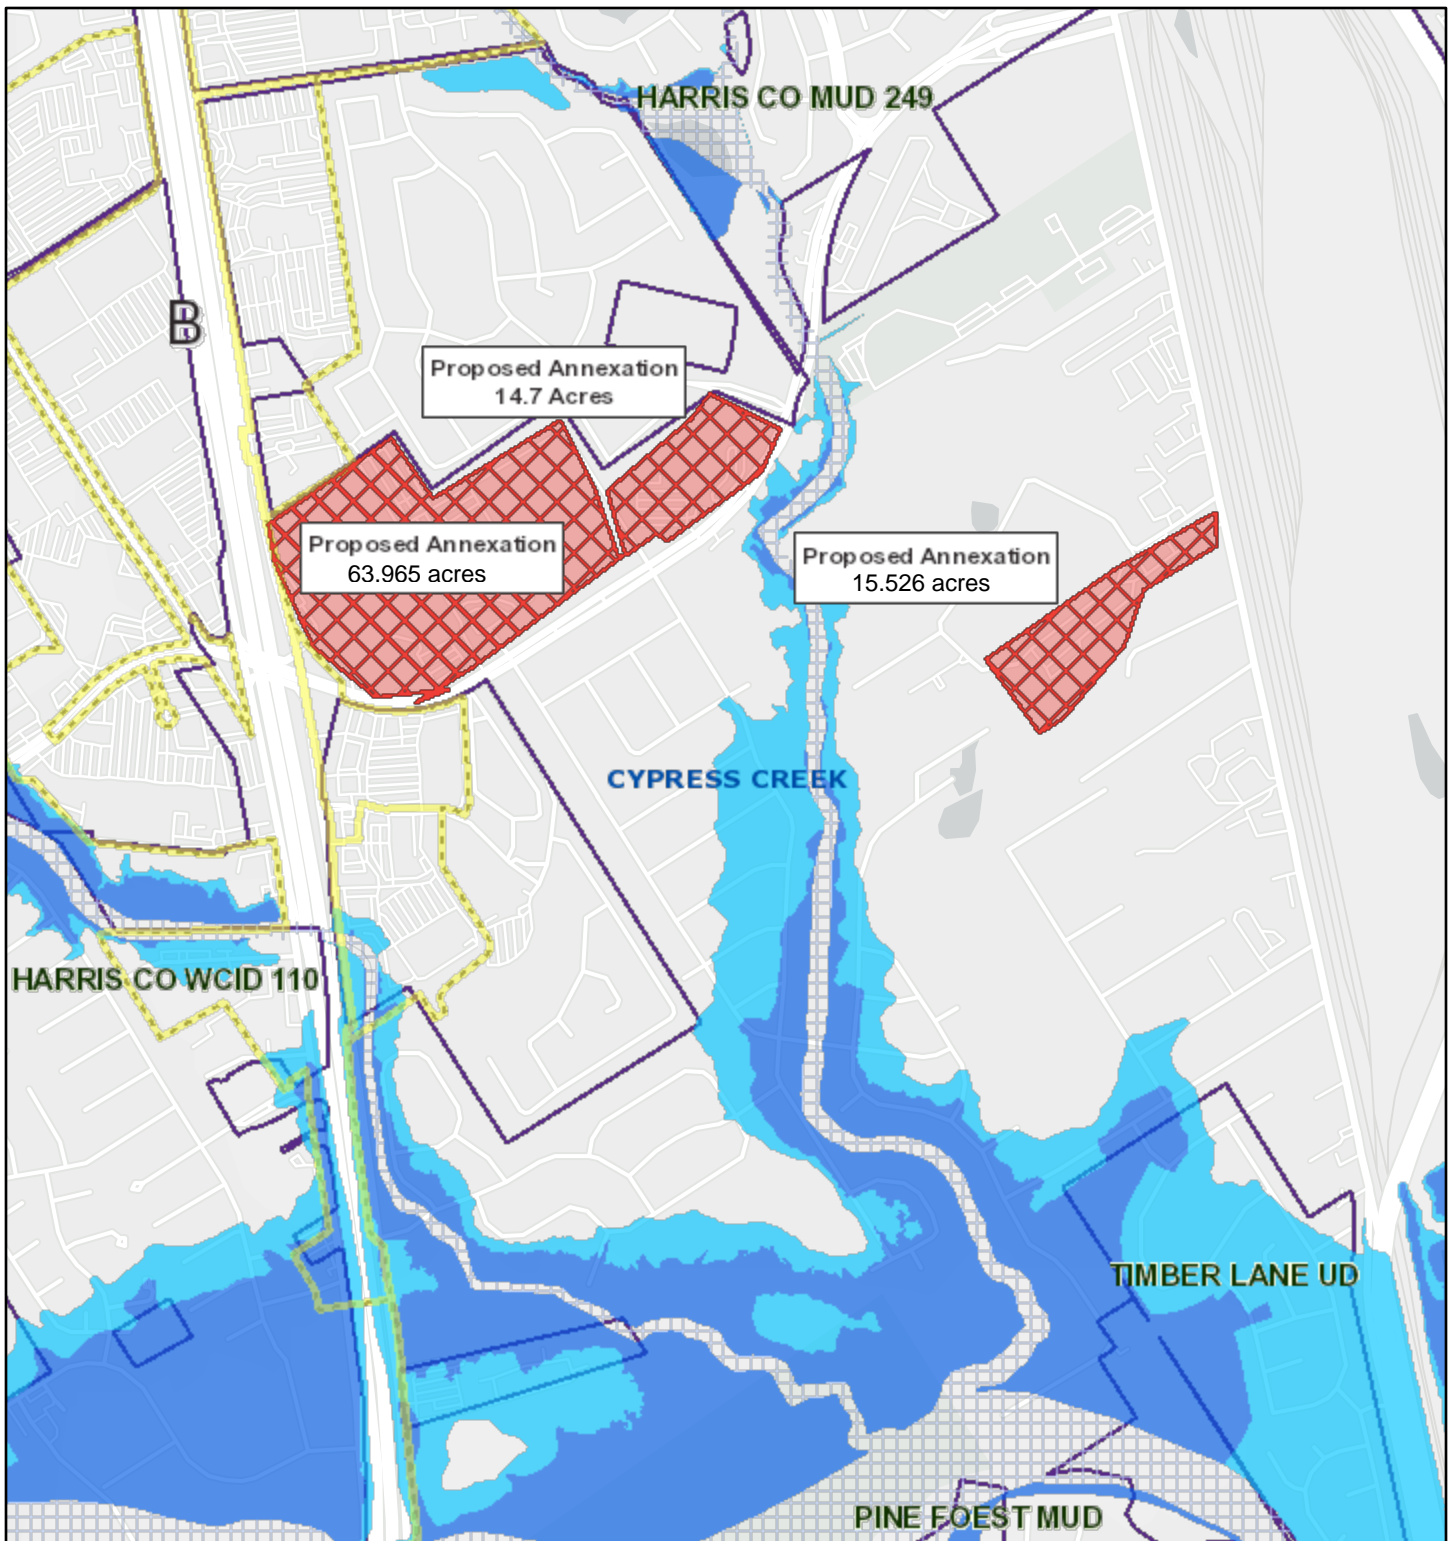 HARRIS CO MUD 249
B
Proposed Annexation
14.7 Acres
Proposed Annexation
63.965 acres
Proposed Annexation
15.526 acres
CYPRESS CREEK
HARRIS CO WCID 110
TIMBER LANE UD
PINE FOEST MUD